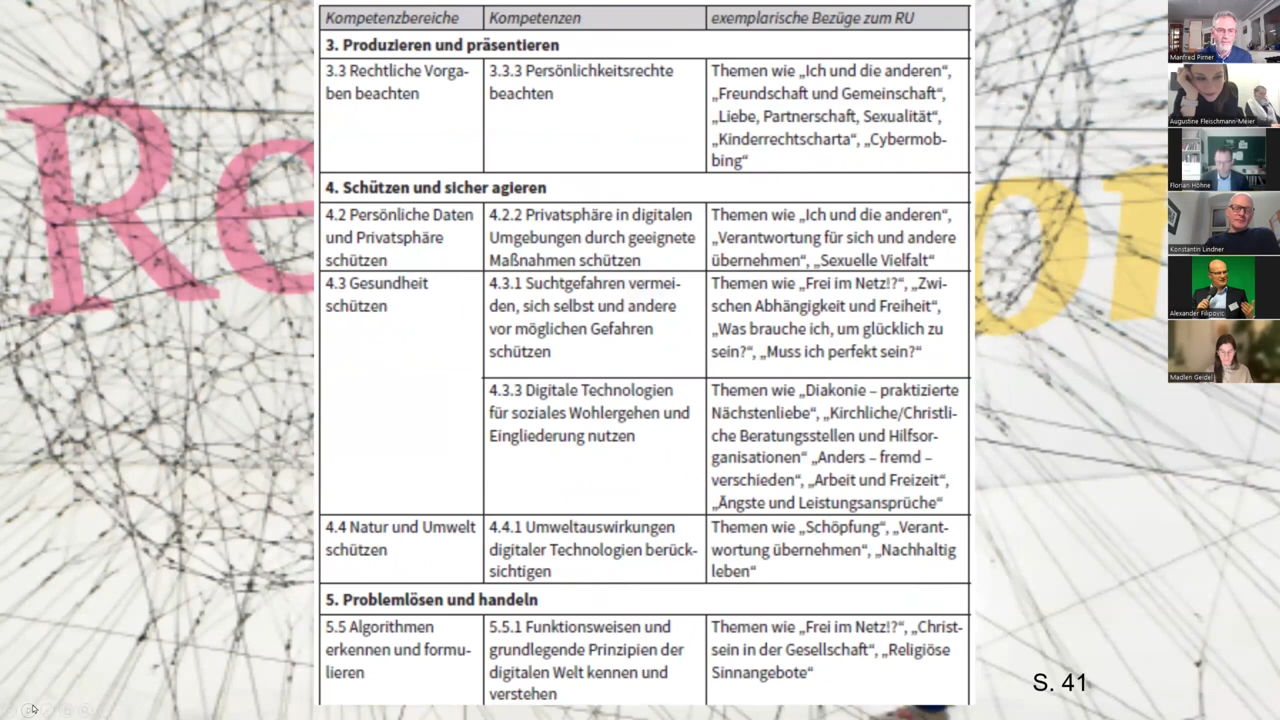 Kompetenzbereiche Kompetenzen exemplarische Bezüge zum RU
3. Produzieren und präsentieren
3.3 Rechtliche Vorga-
ben beachten
3.3.3 Persönlichkeitsrechte
beachten
Themen wie „Ich und die anderen“,
„Freundschaft und Gemeinschaft“,
„Liebe, Partnerschaft, Sexualität“,
„Kinderrechtscharta“, „Cybermob-
bing“
4. Schützen und sicher agieren
4.2 Persönliche Daten
und Privatsphäre
schützen
4.2.2 Privatsphäre in digitalen
Umgebungen durch geeignete
Maßnahmen schützen
Themen wie „Ich und die anderen“,
„Verantwortung für sich und andere
übernehmen“, „Sexuelle Vielfalt“
4.3 Gesundheit
schützen
4.3.1 Suchtgefahren vermei-
den, sich selbst und andere
vor möglichen Gefahren
schützen
Themen wie „Frei im Netz!?“, „Zwi-
schen Abhängigkeit und Freiheit“,
„Was brauche ich, um glücklich zu
sein?“, „Muss ich perfekt sein?“
4.3.3 Digitale Technologien
für soziales Wohlergehen und
Eingliederung nutzen
Themen wie „Diakonie – praktizierte
Nächstenliebe“, „Kirchliche/Christli-
che Beratungsstellen und Hilfsor-
ganisationen“ „Anders – fremd –
verschieden“, „Arbeit und Freizeit“,
„Ängste und Leistungsansprüche“
4.4 Natur und Umwelt
schützen
4.4.1 Umweltauswirkungen
digitaler Technologien berück-
sichtigen
Themen wie „Schöpfung“, „Verant-
wortung übernehmen“, „Nachhaltig
leben“
5. Problemlösen und handeln
5.5 Algorithmen
erkennen und formu-
lieren
5.5.1 Funktionsweisen und
grundlegende Prinzipien der
digitalen Welt kennen und
verstehen
Themen wie „Frei im Netz!?“, „Christ-
sein in der Gesellschaft“, „Religiöse
Sinnangebote“
S. 41
Re
or
Manfred Pirner
Augustine Fleischmann-Meier
Florian Höhne
Konstantin Lindner
Alexander Filipovic
Madlen Geidel